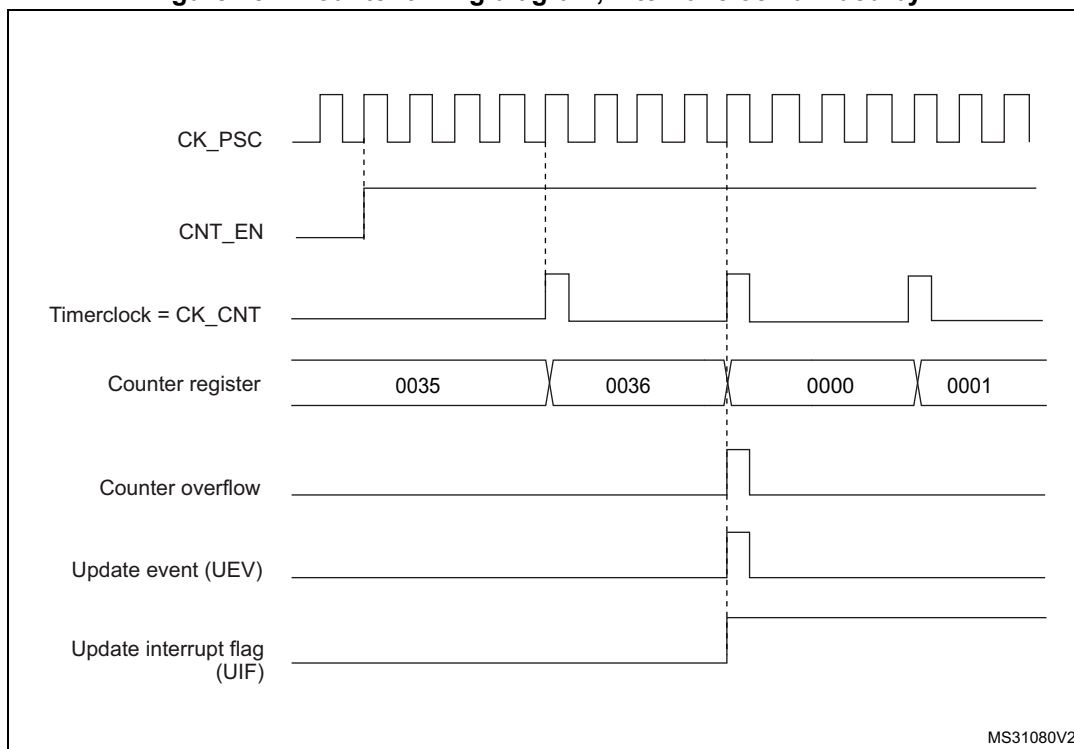 CK_PSC
CNT_EN
Timerclock = CK_CNT
Counter register
0035
0036
0000
0001
Counter overflow
Update event (UEV)
Update interrupt flag
(UIF)
MS31080V2